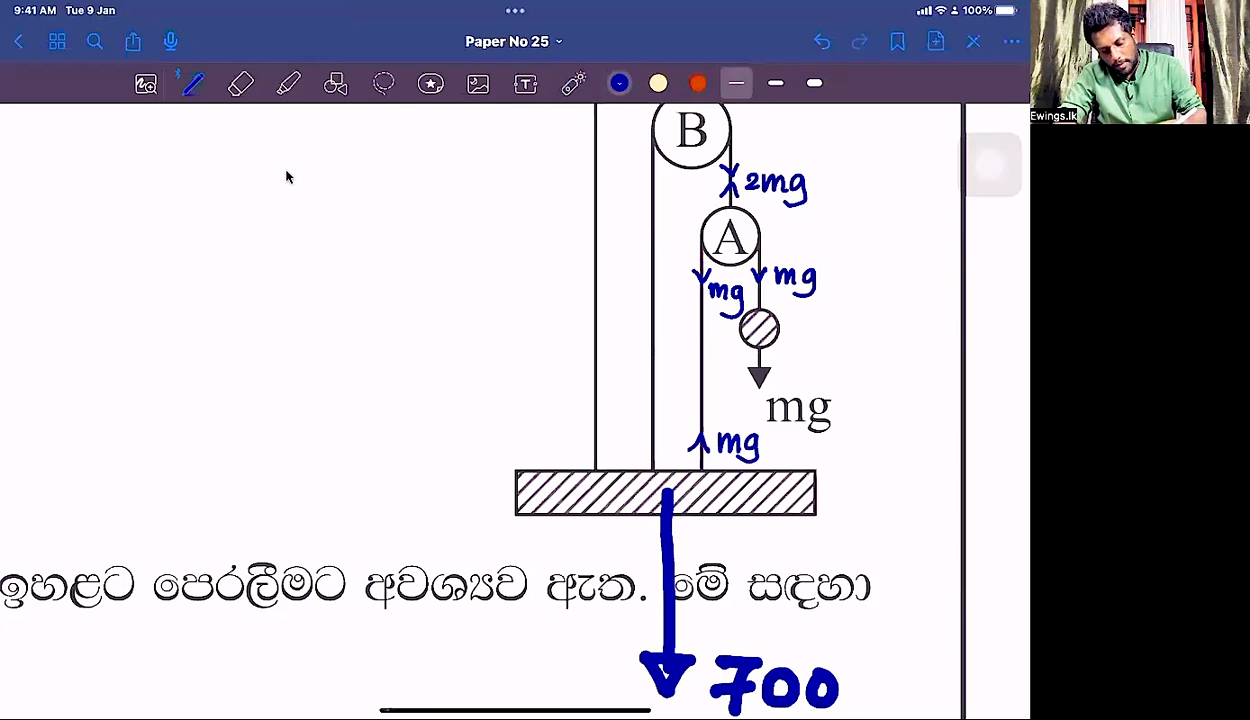 9:41 AM Tue 9 Jan 100%
Paper No 25
Ewings.lk
B
2mg
A
mg mg
mg
mg
ඉහළට පෙරලීමට අවශ්‍යව ඇත. මේ සඳහා
700